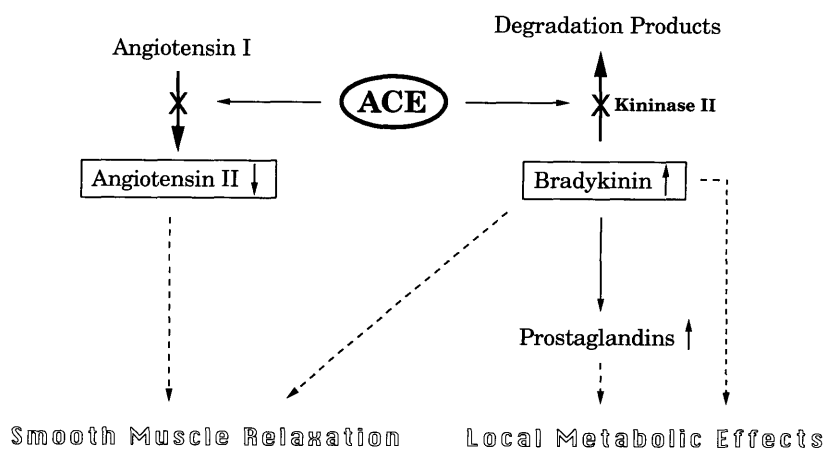 Degradation Products
Angiotensin I
ACE
Kininase II
Angiotensin II
Bradykinin
Prostaglandins
Smooth Muscle Relaxation
Local Metabolic Effects